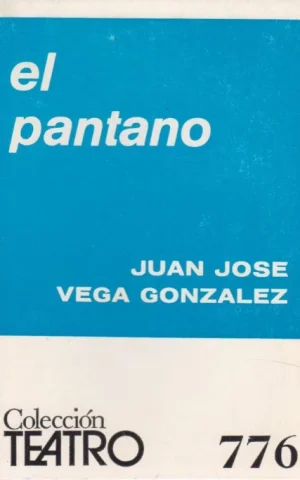 el
pantano
JUAN JOSE
VEGA GONZALEZ
Colección
TEATRO
776